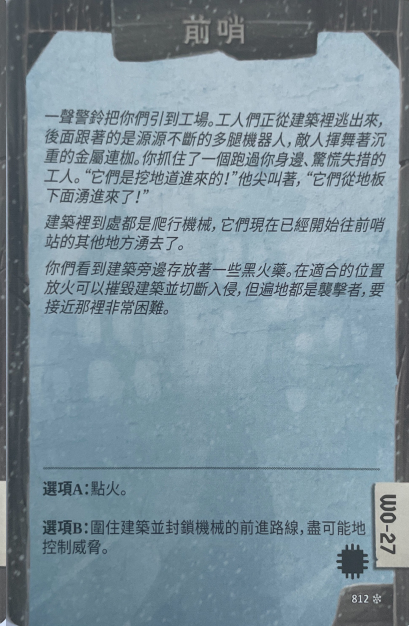 前哨
一聲警鈴把你們引到工場。工人們正從建築裡逃出來，
後面跟著的是源源不斷的多腿機器人，敵人揮舞著沉
重的金屬連枷。你抓住了一個跑過你身邊、驚慌失措的
工人。“它們是挖地道進來的！”他尖叫著，“它們從地板
下面湧進來了！”
建築裡到處都是爬行機械，它們現在已經開始往前哨
站的其他地方湧去了。
你們看到建築旁邊存放著一些黑火藥。在適合的位置
放火可以摧毀建築並切斷入侵，但遍地都是襲擊者，要
接近那裡非常困難。
選項A：點火。
選項B：圍住建築並封鎖機械的前進路線，盡可能地
控制威脅。
WO-27
812